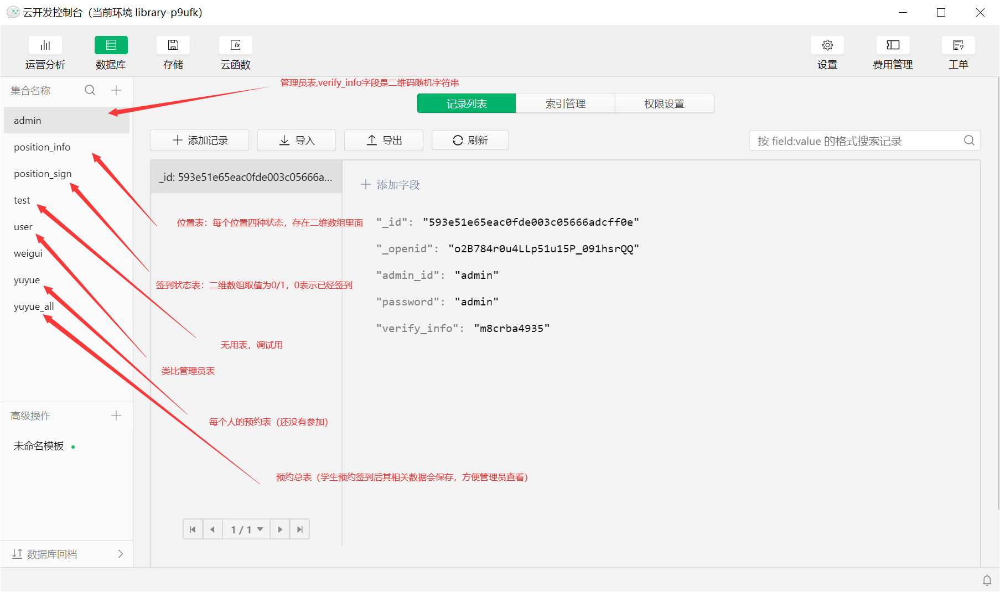 云开发控制台（当前环境 library-p9ufk）
运营分析
数据库
存储
fx
云函数
设置
费用管理
工单
集合名称
管理员表,verify_info字段是二维码随机字符串
记录列表
索引管理
权限设置
admin
position_info
position_sign
test
user
weigui
yuyue
yuyue_all
添加记录
导入
导出
刷新
按 field:value 的格式搜索记录
_id: 593e51e65eac0fde003c05666a...
添加字段
位置表：每个位置四种状态，存在二维数组里面
"_id": "593e51e65eac0fde003c05666adcff0e"
"_openid": "o2B784r0u4LLp51u15P_091hsrQQ"
"admin_id": "admin"
签到状态表：二维数组取值为0/1，0表示已经签到
"password": "admin"
"verify_info": "m8crba4935"
无用表，调试用
类比管理员表
每个人的预约表（还没有参加）
预约总表（学生预约签到后其相关数据会保存，方便管理员查看）
高级操作
未命名模板
1 / 1
数据库回档